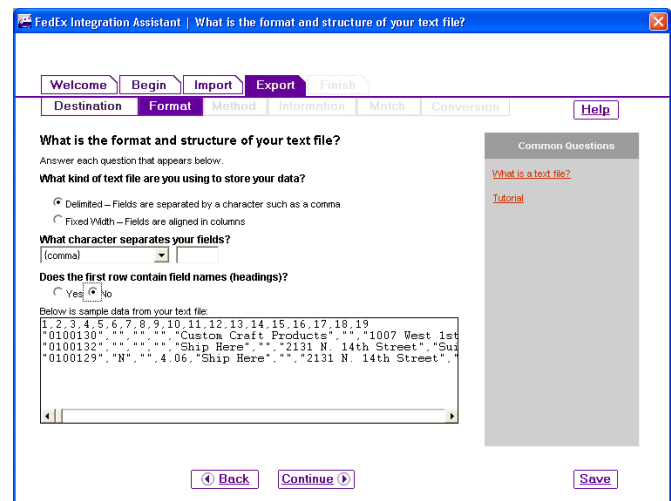 FedEx Integration Assistant | What is the format and structure of your text file?
Welcome Begin Import Export Finish
Destination Format Method Information Match Conversion Help
What is the format and structure of your text file?
Answer each question that appears below.
What kind of text file are you using to store your data?
Delimited – Fields are separated by a character such as a comma
Fixed Width – Fields are aligned in columns
What character separates your fields?
{comma}
Does the first row contain field names (headings)?
Yes No
Below is sample data from your text file:
1,2,3,4,5,6,7,8,9,10,11,12,13,14,15,16,17,18,19
"0100130","","","","Custom Craft Products","","1007 West 1st
"0100132","","","","Ship Here","","2131 N. 14th Street","Sui
"0100129","N","",4.06,"Ship Here","","2131 N. 14th Street","
Common Questions
What is a text file?
Tutorial
Back Continue Save